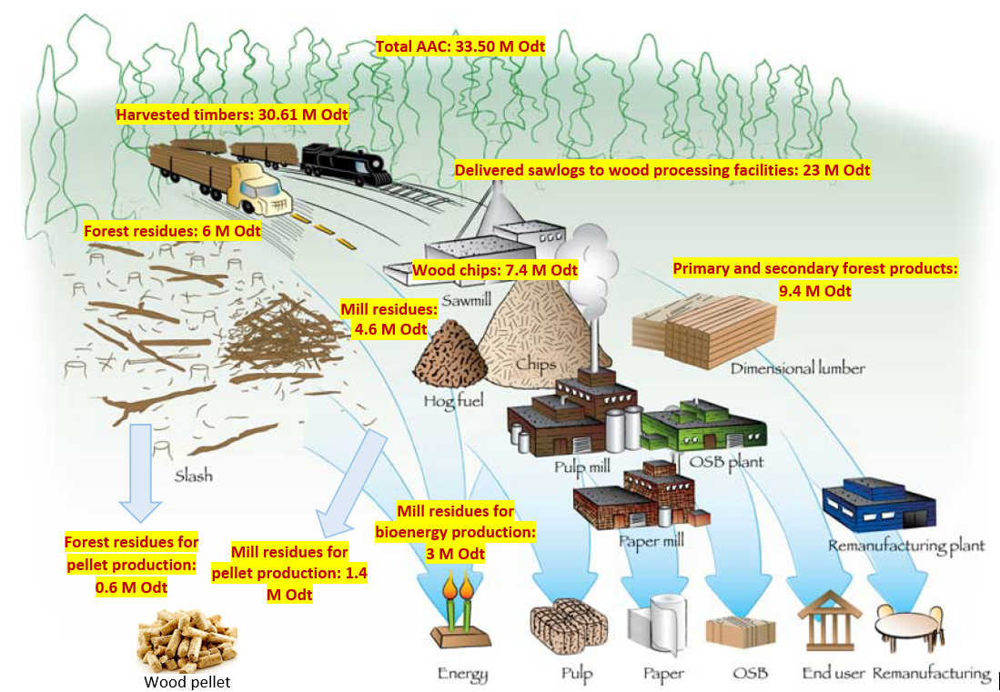 Total AAC: 33.50 M Odt
Harvested timbers: 30.61 M Odt
Delivered sawlogs to wood processing facilities: 23 M Odt
Forest residues: 6 M Odt
Wood chips: 7.4 M Odt
Primary and secondary forest products:
9.4 M Odt
Sawmill
Mill residues:
4.6 M Odt
Chips
Dimensional lumber
Hog fuel
Pulp mill
OSB plant
Slash
Paper mill
Remanufacturing plant
Mill residues for
bioenergy production:
3 M Odt
Forest residues for
pellet production:
0.6 M Odt
Mill residues for
pellet production: 1.4
M Odt
Wood pellet
Energy
Pulp
Paper
OSB
End user
Remanufacturing